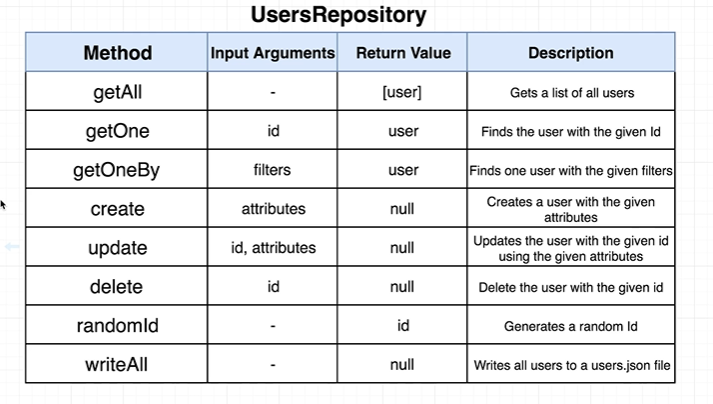 UsersRepository
Method Input Arguments Return Value Description
getAll - [user] Gets a list of all users
getOne id user Finds the user with the given Id
getOneBy filters user Finds one user with the given filters
create attributes null Creates a user with the given
attributes
update id, attributes null Updates the user with the given id
using the given attributes
delete id null Delete the user with the given id
randomId - id Generates a random Id
writeAll - null Writes all users to a users.json file